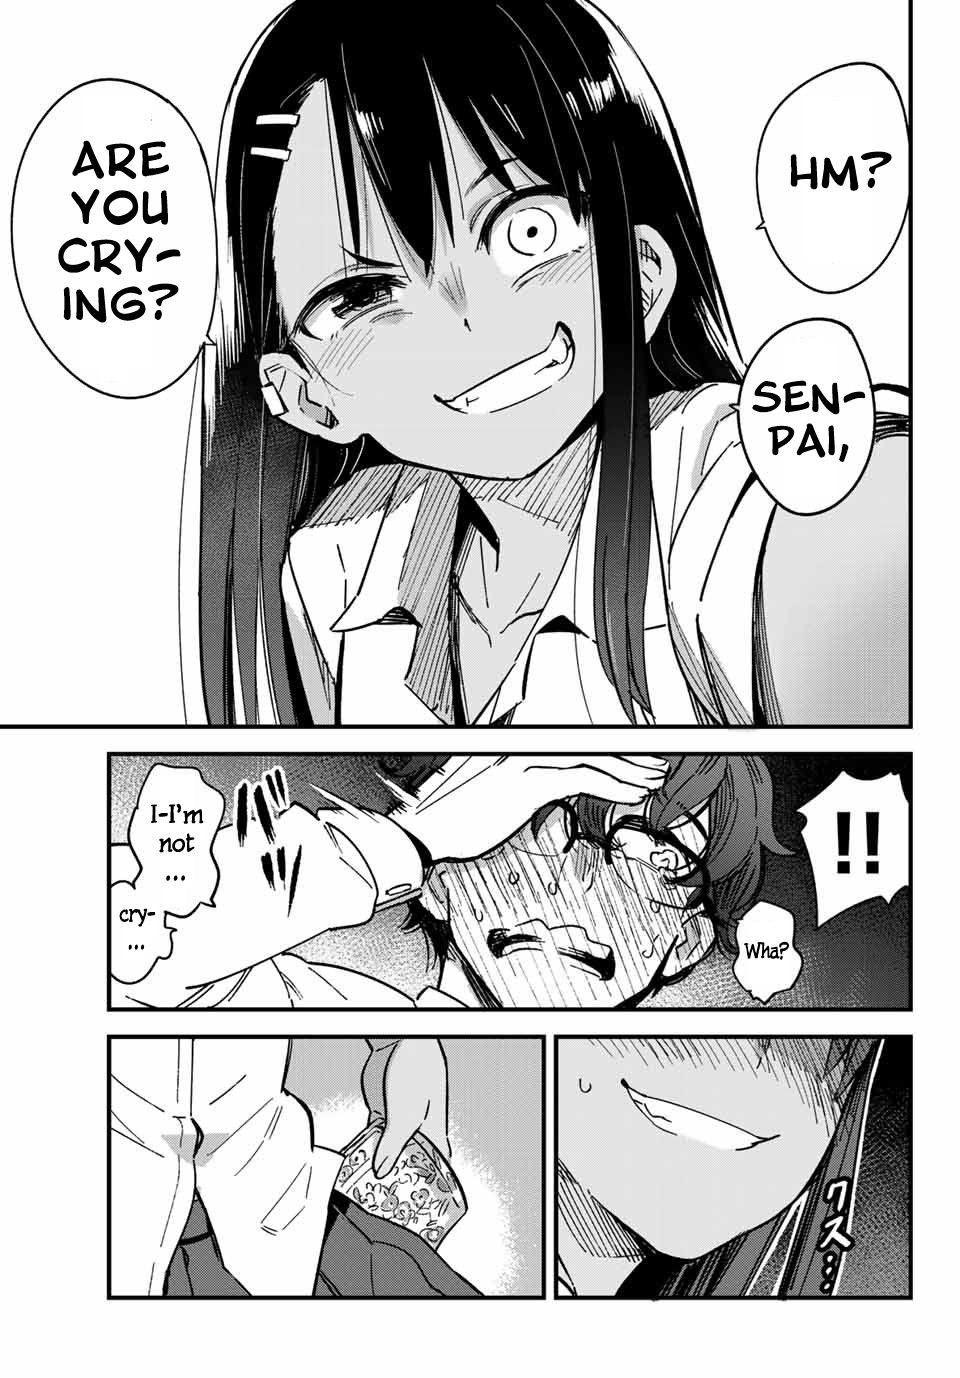 HM?
SEN-
PAI,
ARE
YOU
CRY-
ING?
!!
Wha?
I-I'm
not
...
cry-
...
クス…